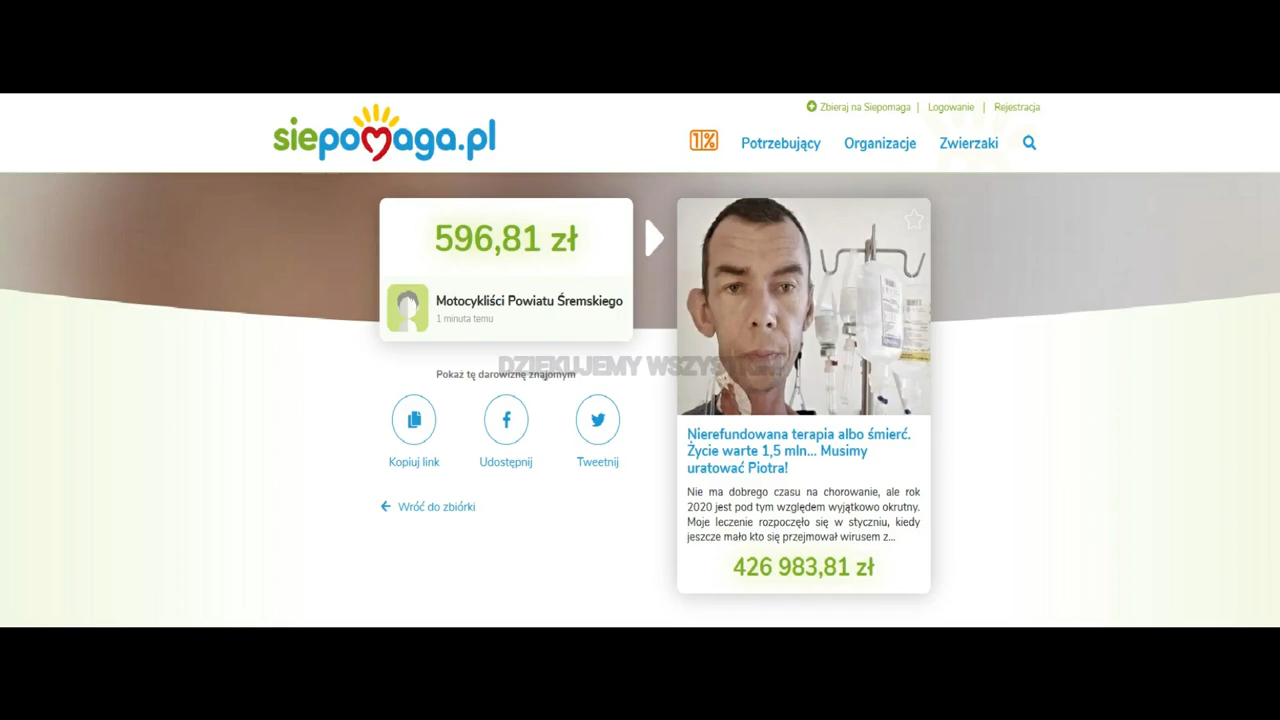 siepomaga.pl
Zbieraj na Siepomaga | Logowanie | Rejestracja
1% Potrzebujący Organizacje Zwierzaki
596,81 zł
Motocykliści Powiatu Śremskiego
1 minuta temu
DZIĘKUJEMY
Pokaż tę darowiznę znajomym
Kopiuj link Udostępnij Tweetnij
Wróć do zbiórki
Nierefundowana terapia albo śmierć.
Życie warte 1,5 mln... Musimy
uratować Piotra!
Nie ma dobrego czasu na chorowanie, ale rok
2020 jest pod tym względem wyjątkowo okrutny.
Moje leczenie rozpoczęło się w styczniu, kiedy
jeszcze mało kto się przejmował wirusem z...
426 983,81 zł